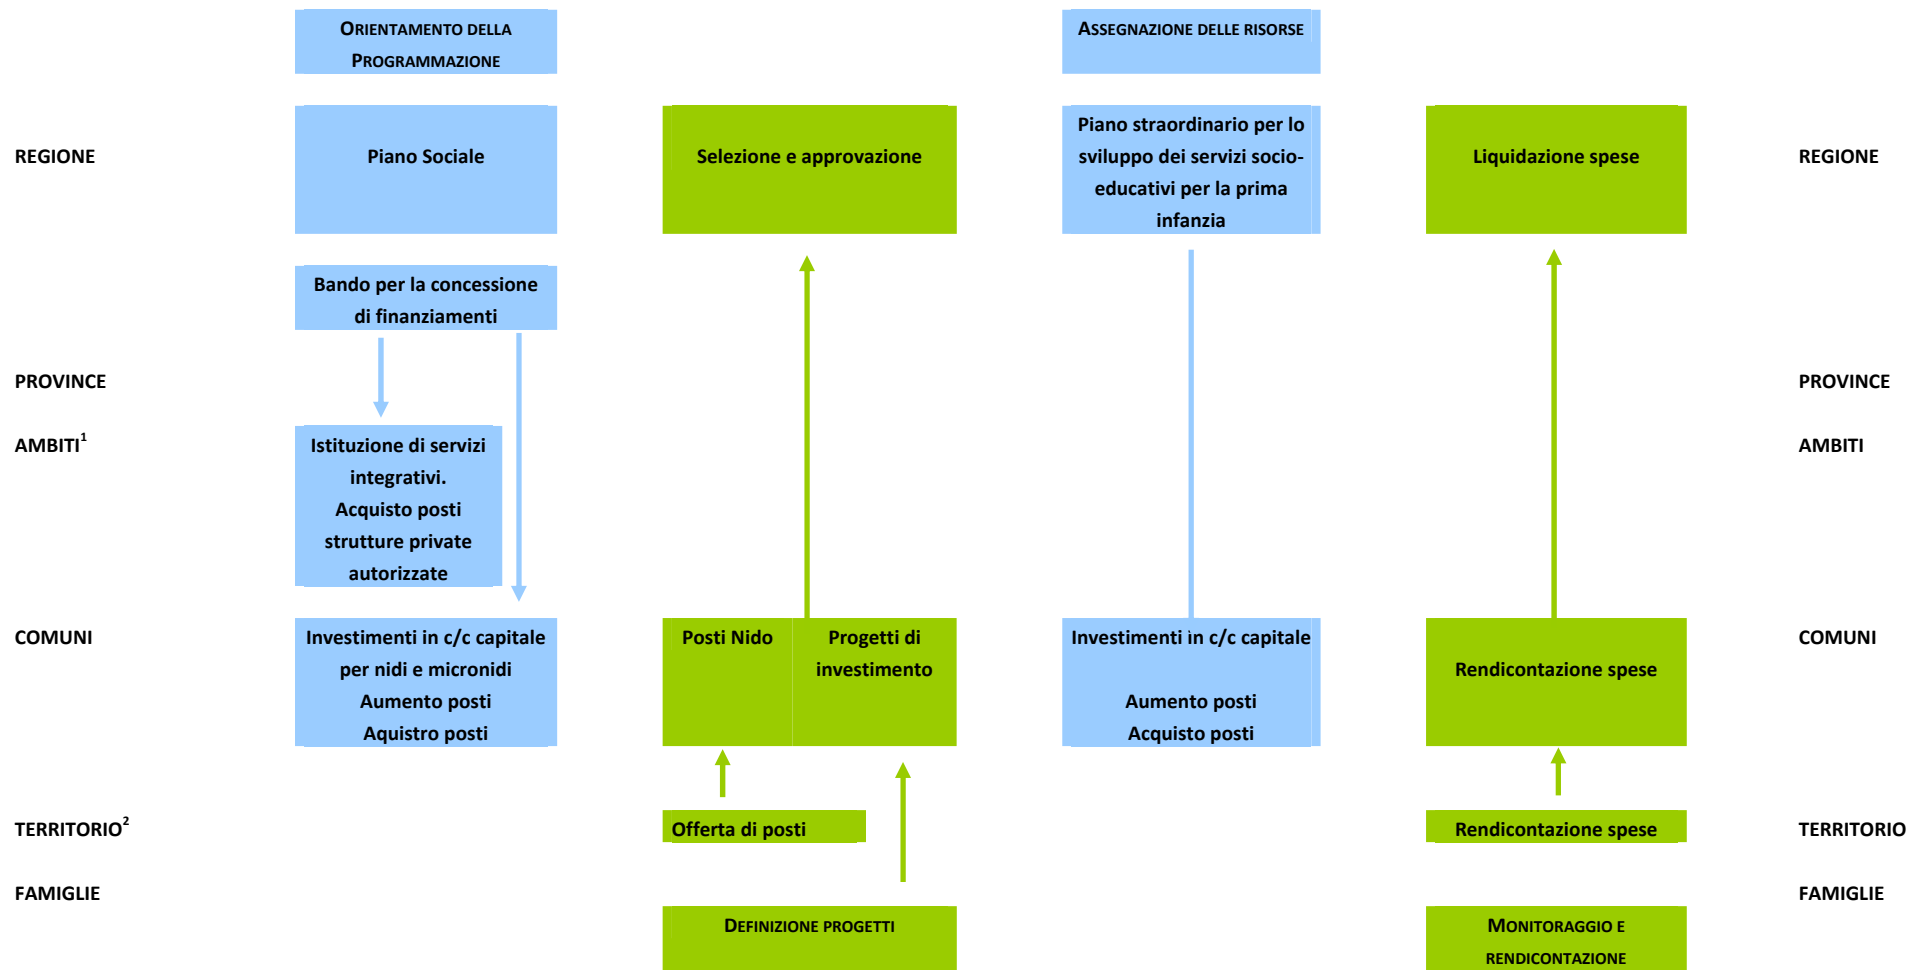 ORIENTAMENTO DELLA
PROGRAMMAZIONE
ASSEGNAZIONE DELLE RISORSE
REGIONE
Piano Sociale
Selezione e approvazione
Piano straordinario per lo
sviluppo dei servizi socio-
educativi per la prima
infanzia
Liquidazione spese
REGIONE
Bando per la concessione
di finanziamenti
PROVINCE
PROVINCE
AMBITI1
Istituzione di servizi
integrativi.
Acquisto posti
strutture private
autorizzate
AMBITI
COMUNI
Investimenti in c/c capitale
per nidi e micronidi
Aumento posti
Aquistro posti
Posti Nido
Progetti di
investimento
Investimenti in c/c capitale
Aumento posti
Acquisto posti
Rendicontazione spese
COMUNI
TERRITORIO2
Offerta di posti
Rendicontazione spese
TERRITORIO
FAMIGLIE
FAMIGLIE
DEFINIZIONE PROGETTI
MONITORAGGIO E
RENDICONTAZIONE